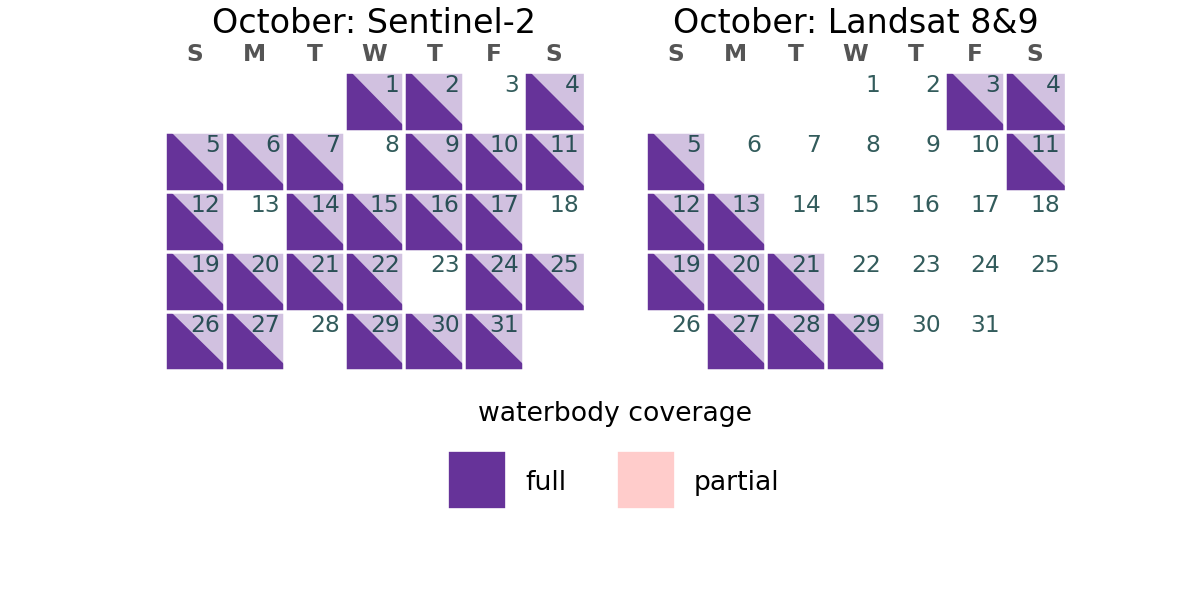 October: Sentinel-2
S M T W T F S
1 2 3 4
5 6 7 8 9 10 11
12 13 14 15 16 17 18
19 20 21 22 23 24 25
26 27 28 29 30 31
October: Landsat 8&9
S M T W T F S
1 2 3 4
5 6 7 8 9 10 11
12 13 14 15 16 17 18
19 20 21 22 23 24 25
26 27 28 29 30 31
waterbody coverage
full partial